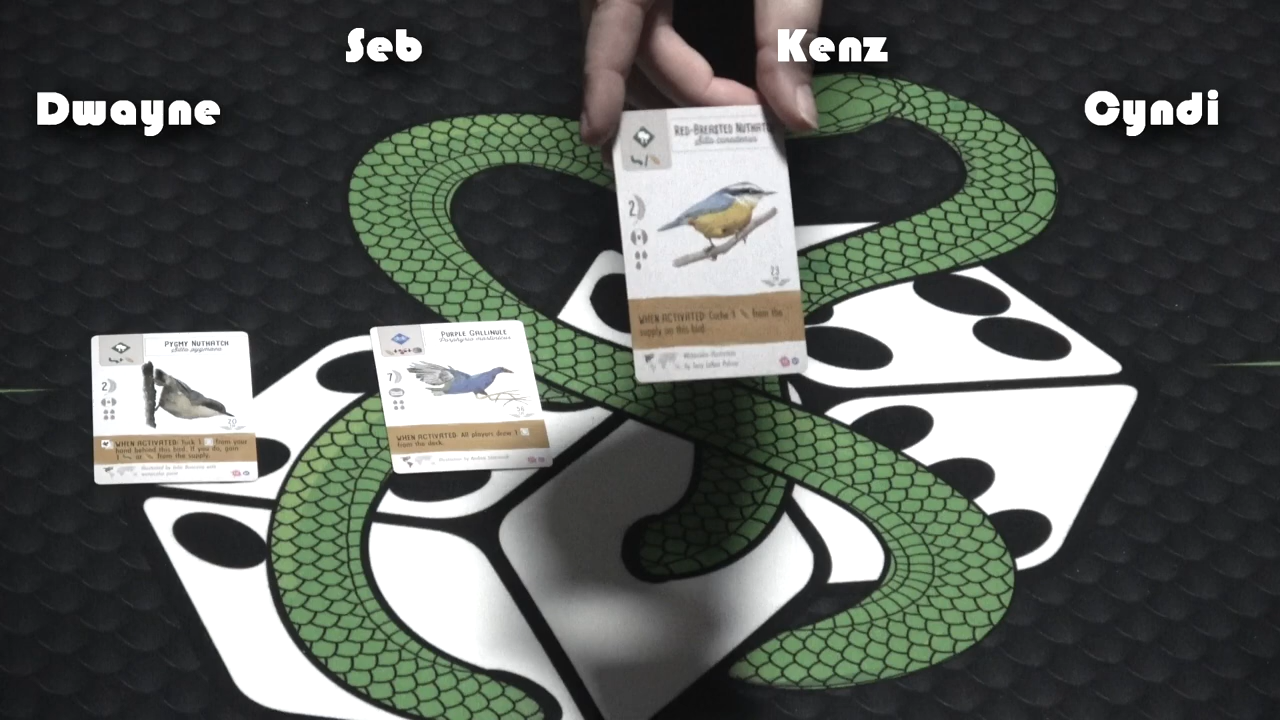 Seb
Kenz
Dwayne
Cyndi
RED-BREASTED NUTHATCH
Sitta canadensis
2
23
WHEN ACTIVATED: Cache 1 from the
supply on this bird.
PYGMY NUTHATCH
Sitta pygmaea
2
20
WHEN ACTIVATED: Tuck 1 from your
hand behind this bird. If you do, gain
1 or from the supply.
PURPLE GALLINULE
Porphyrio martinicus
7
WHEN ACTIVATED: All players draw 1
from the deck.